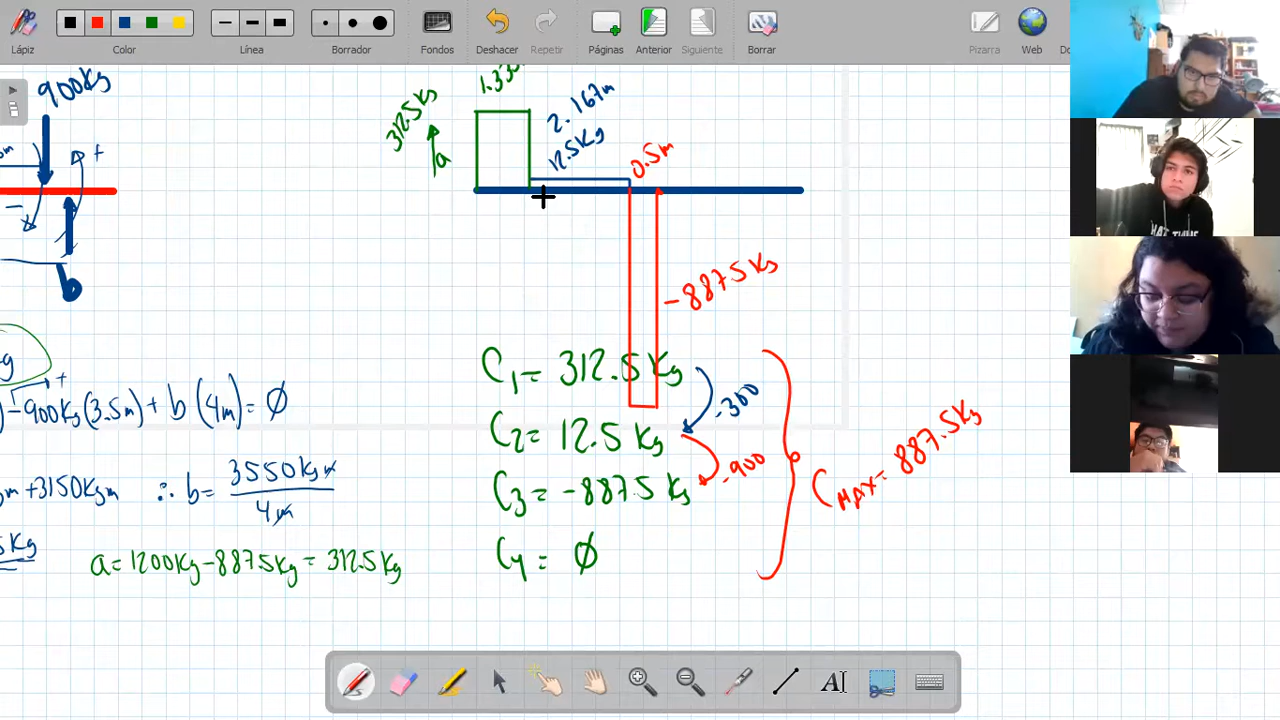 Lápiz
Color
Línea
Borrador
Fondos
Deshacer
Repetir
Páginas
Anterior
Siguiente
Borrar
Pizarra
Web
900Kg
+
−
b
312.5Kg
a
2.167m
12.5Kg
0.5m
-887.5Kg
+
-900Kg(3.5m)+b(4m)=∅
+3150Kgm ∴ b= 3550Kgm
4m
a=1200Kg-887.5Kg=312.5Kg
C1= 312.5Kg
-300
C2= 12.5Kg
-900
C3= -887.5Kg
C4= ∅
CMAX= 887.5Kg